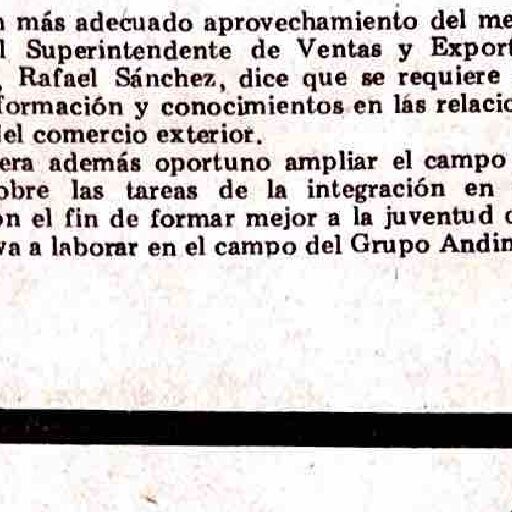 más adecuado aprovechamiento del me
Superintendente de Ventas y Export
Rafael Sánchez, dice que se requiere
formación y conocimientos en las relacio
del comercio exterior.
era además oportuno ampliar el campo
obre las tareas de la integración en
on el fin de formar mejor a la juventud
va a laborar en el campo del Grupo Andin